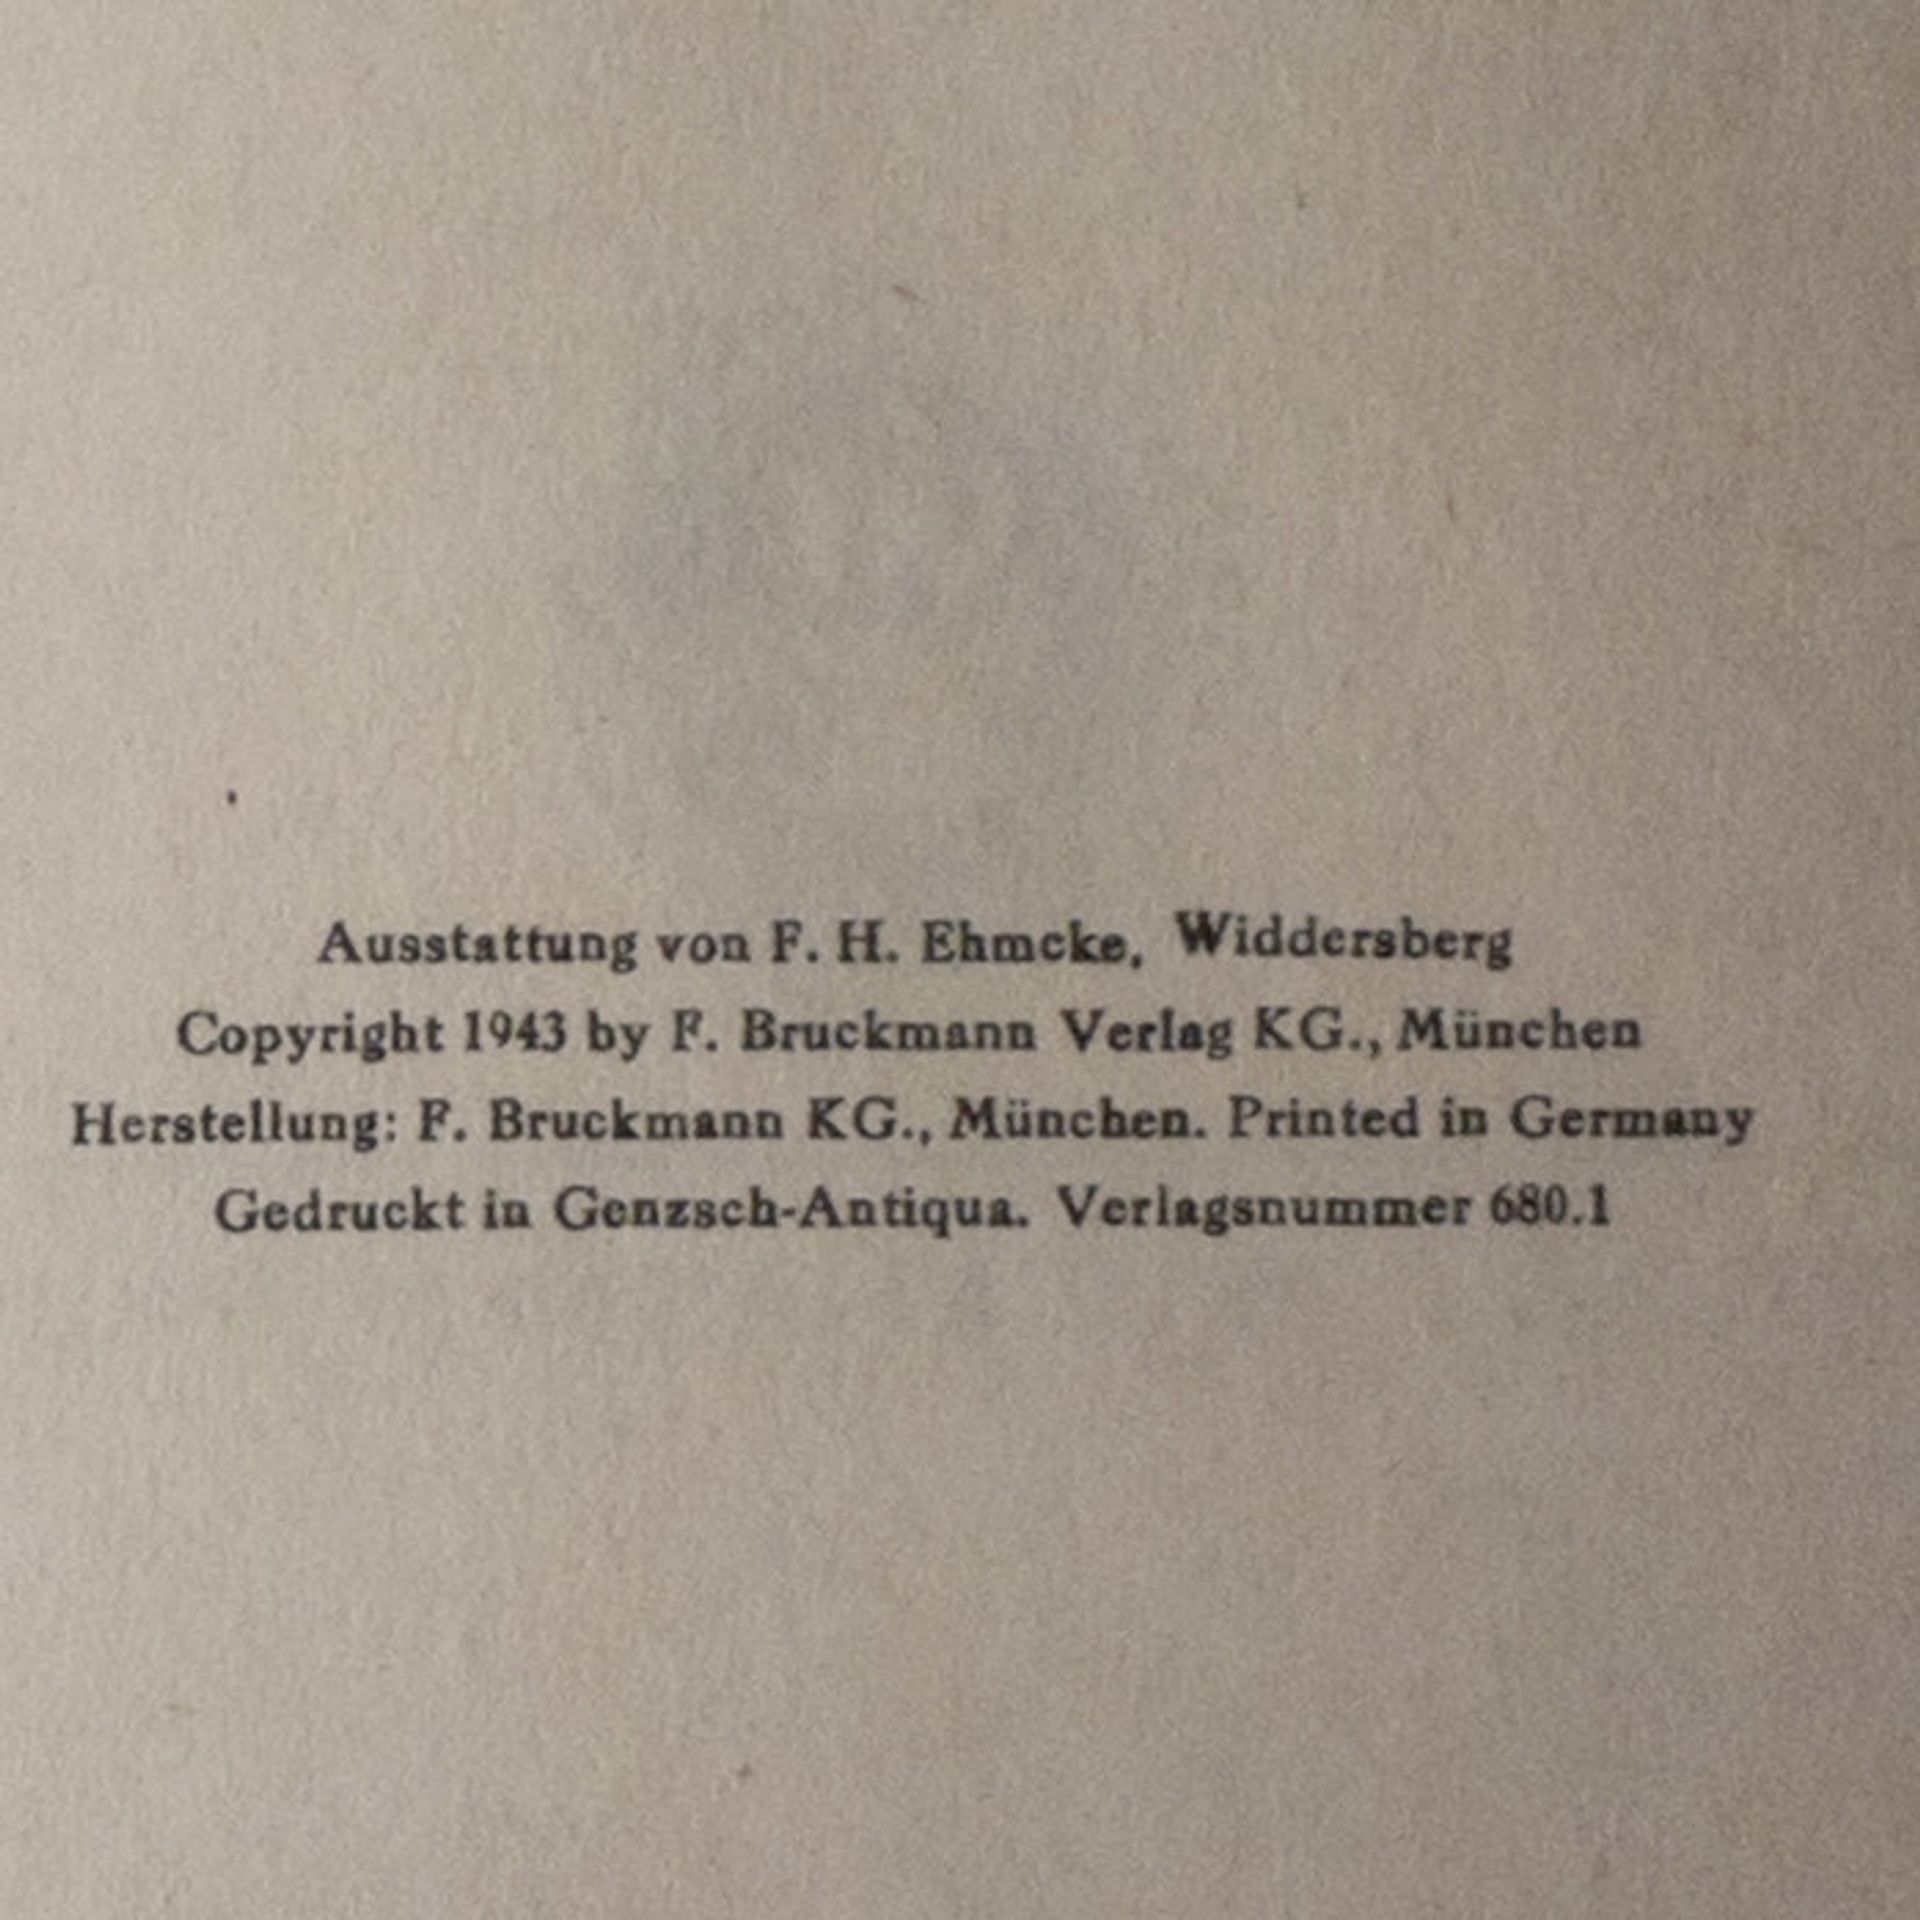 Ausstattung von F. H. Ehmcke, Widdersberg
Copyright 1943 by F. Bruckmann Verlag KG., München
Herstellung: F. Bruckmann KG., München. Printed in Germany
Gedruckt in Genzsch-Antiqua. Verlagsnummer 680.1